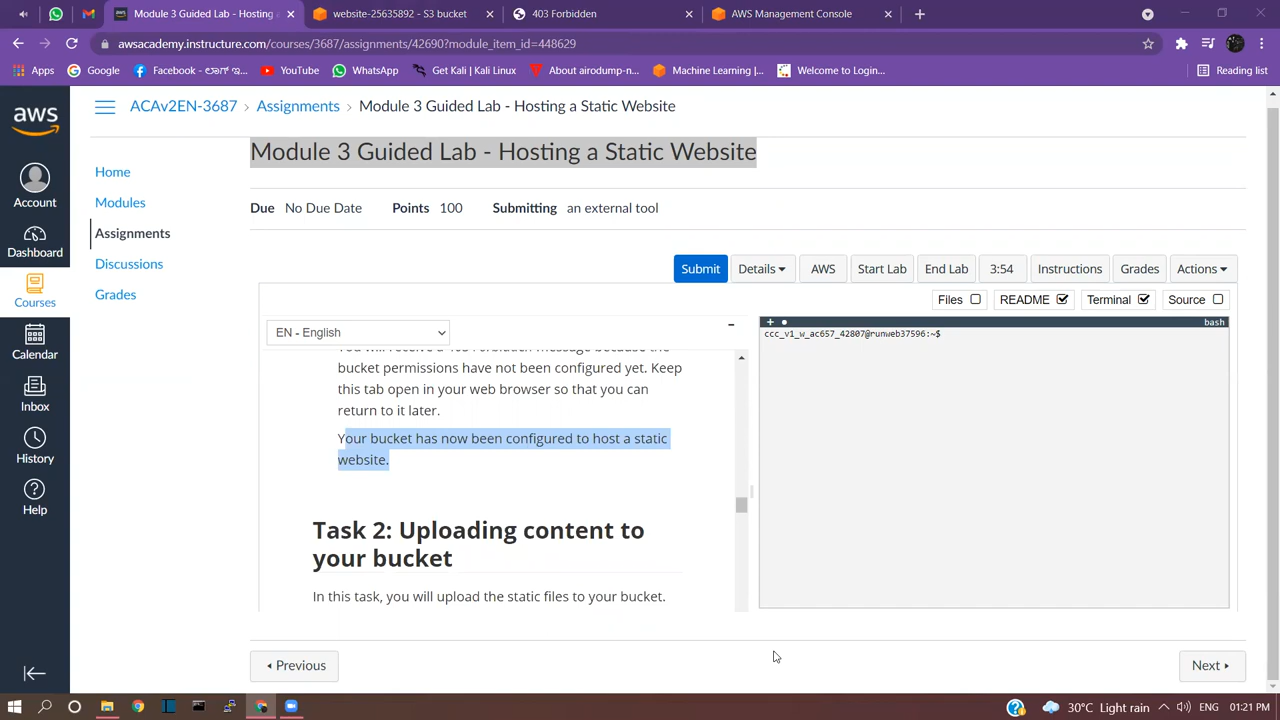 Module 3 Guided Lab - Hosting
website-25635892 - S3 bucket
403 Forbidden
AWS Management Console
awsacademy.instructure.com/courses/3687/assignments/42690?module_item_id=448629
Apps
Google
Facebook - ಲಾಗ್ ಇ...
YouTube
WhatsApp
Get Kali | Kali Linux
About airodump-n...
Machine Learning |...
Welcome to Login...
Reading list
aws
Account
Dashboard
Courses
Calendar
Inbox
History
Help
ACAv2EN-3687 › Assignments › Module 3 Guided Lab - Hosting a Static Website
Home
Modules
Assignments
Discussions
Grades
Module 3 Guided Lab - Hosting a Static Website
Due No Due Date Points 100 Submitting an external tool
Submit Details AWS Start Lab End Lab 3:54 Instructions Grades Actions
Files README Terminal Source
EN - English
bucket permissions have not been configured yet. Keep
this tab open in your web browser so that you can
return to it later.
Your bucket has now been configured to host a static
website.
Task 2: Uploading content to
your bucket
In this task, you will upload the static files to your bucket.
bash
ccc_v1_w_ac657_42807@runweb37596:~$
Previous
Next
30°C Light rain
ENG
01:21 PM